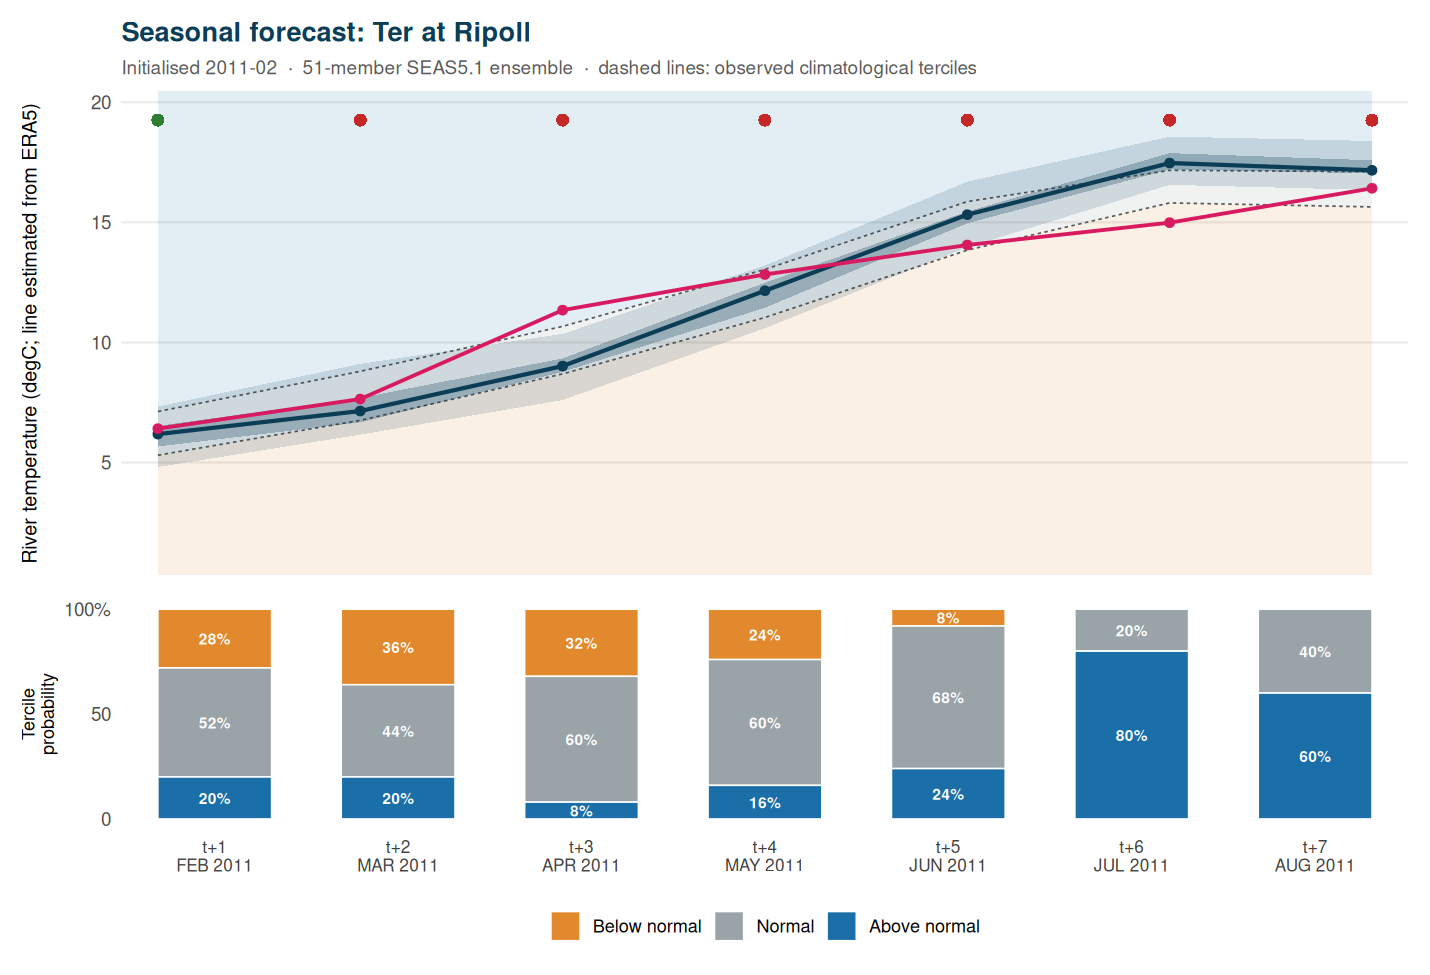 Seasonal forecast: Ter at Ripoll
Initialised 2011-02 · 51-member SEAS5.1 ensemble · dashed lines: observed climatological terciles
River temperature (degC; line estimated from ERA5)
20
15
10
5
Tercile
probability
100%
50
0
28% 36% 32% 24% 8% 20% 40%
52% 44% 60% 60% 68% 80% 60%
20% 20% 8% 16% 24%
t+1 t+2 t+3 t+4 t+5 t+6 t+7
FEB 2011 MAR 2011 APR 2011 MAY 2011 JUN 2011 JUL 2011 AUG 2011
Below normal Normal Above normal